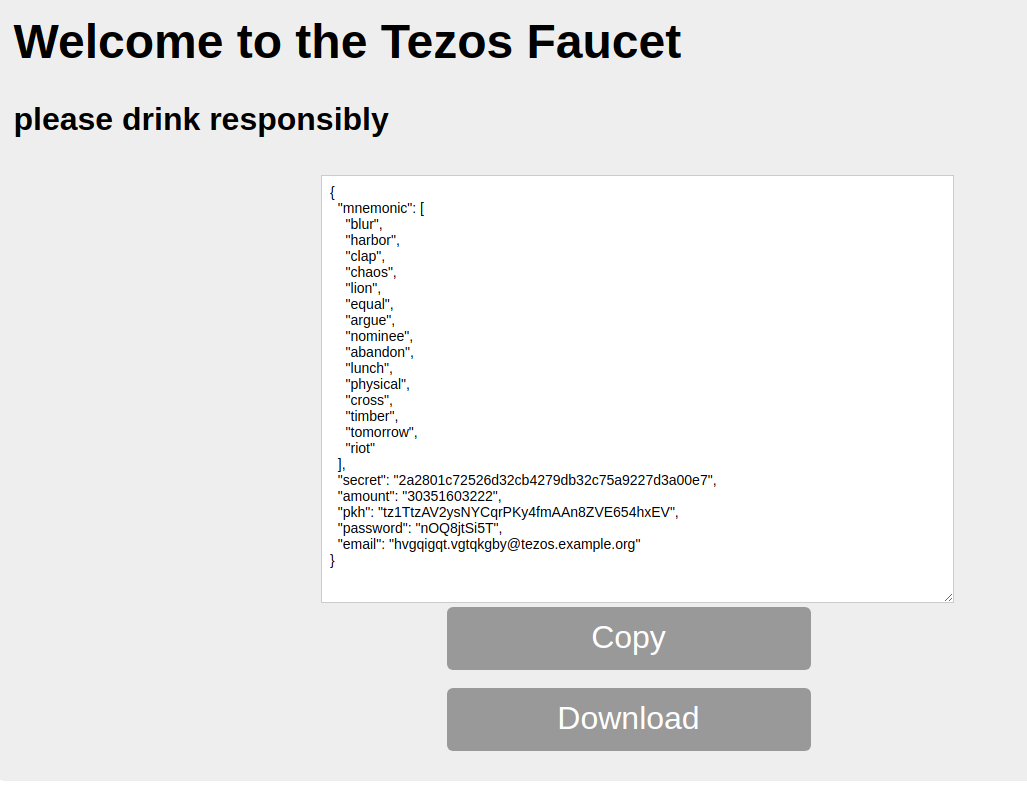 Welcome to the Tezos Faucet
please drink responsibly
{
"mnemonic": [
"blur",
"harbor",
"clap",
"chaos",
"lion",
"equal",
"argue",
"nominee",
"abandon",
"lunch",
"physical",
"cross",
"timber",
"tomorrow",
"riot"
],
"secret": "2a2801c72526d32cb4279db32c75a9227d3a00e7",
"amount": "30351603222",
"pkh": "tz1TtzAV2ysNYCqrPKy4fmAAn8ZVE654hxEV",
"password": "nOQ8jtSi5T",
"email": "hvgqigqt.vgtqkgby@tezos.example.org"
}
Copy
Download